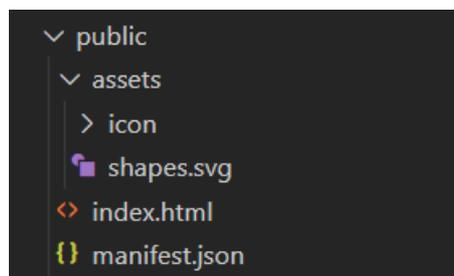 public
assets
icon
shapes.svg
index.html
manifest.json